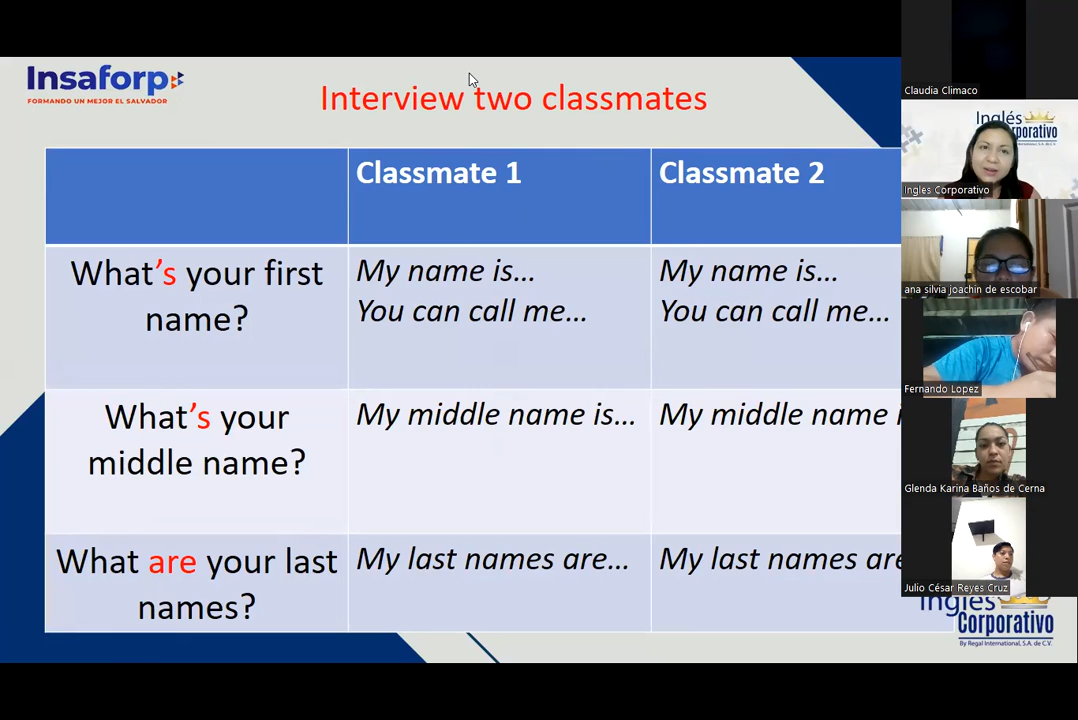 Insaforp
FORMANDO UN MEJOR EL SALVADOR
Interview two classmates
Classmate 1
Classmate 2
What's your first
name?
My name is...
You can call me...
My name is...
You can call me...
What's your
middle name?
My middle name is...
My middle name
What are your last
names?
My last names are...
My last names are
Inglés
Corporativo
By Regal International, S.A. de C.V.
Claudia Climaco
Inglés
Corporativo
Ingles Corporativo
ana silvia joachin de escobar
Fernando Lopez
Glenda Karina Baños de Cerna
Julio César Reyes Cruz